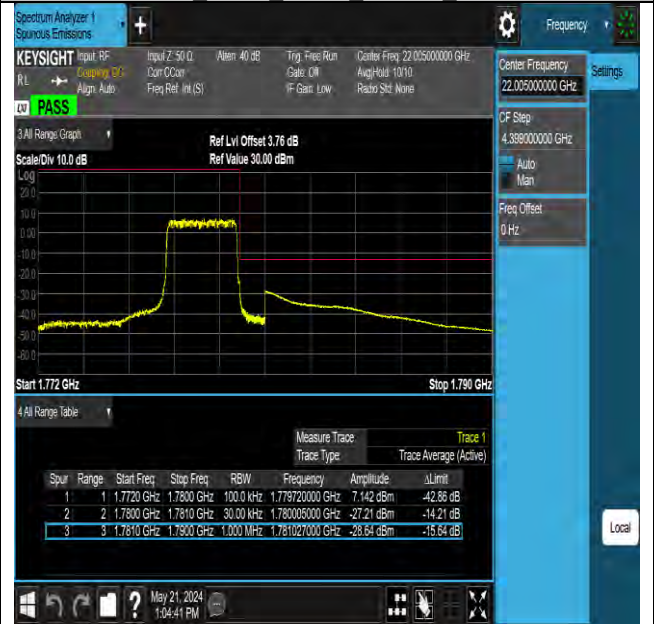 Spectrum Analyzer 1
Spurious Emissions
+
Frequency
KEYSIGHT Input: RF Input Z: 50 Ω Atten: 40 dB Trig: Free Run Center Freq: 22.005000000 GHz
RL Coupling: DC Corr CCorr Gate: Off Avg|Hold: 10/10
Align: Auto Freq Ref: Int (S) IF Gain: Low Radio Std: None
LXI PASS
Center Frequency
22.005000000 GHz
Settings
CF Step
4.399000000 GHz
Auto
Man
Freq Offset
0 Hz
3 All Range Graph
Ref Lvl Offset 3.76 dB
Scale/Div 10.0 dB Ref Value 30.00 dBm
Log
20.0
10.0
0.00
-10.0
-20.0
-30.0
-40.0
-50.0
-60.0
Start 1.772 GHz Stop 1.790 GHz
4 All Range Table
Measure Trace Trace 1
Trace Type Trace Average (Active)
Spur Range Start Freq Stop Freq RBW Frequency Amplitude ΔLimit
1 1 1.7720 GHz 1.7800 GHz 100.0 kHz 1.779720000 GHz 7.142 dBm -42.86 dB
2 2 1.7800 GHz 1.7810 GHz 30.00 kHz 1.780005000 GHz -27.21 dBm -14.21 dB
3 3 1.7810 GHz 1.7900 GHz 1.000 MHz 1.781027000 GHz -28.64 dBm -15.64 dB
Local
? May 21, 2024
1:04:41 PM